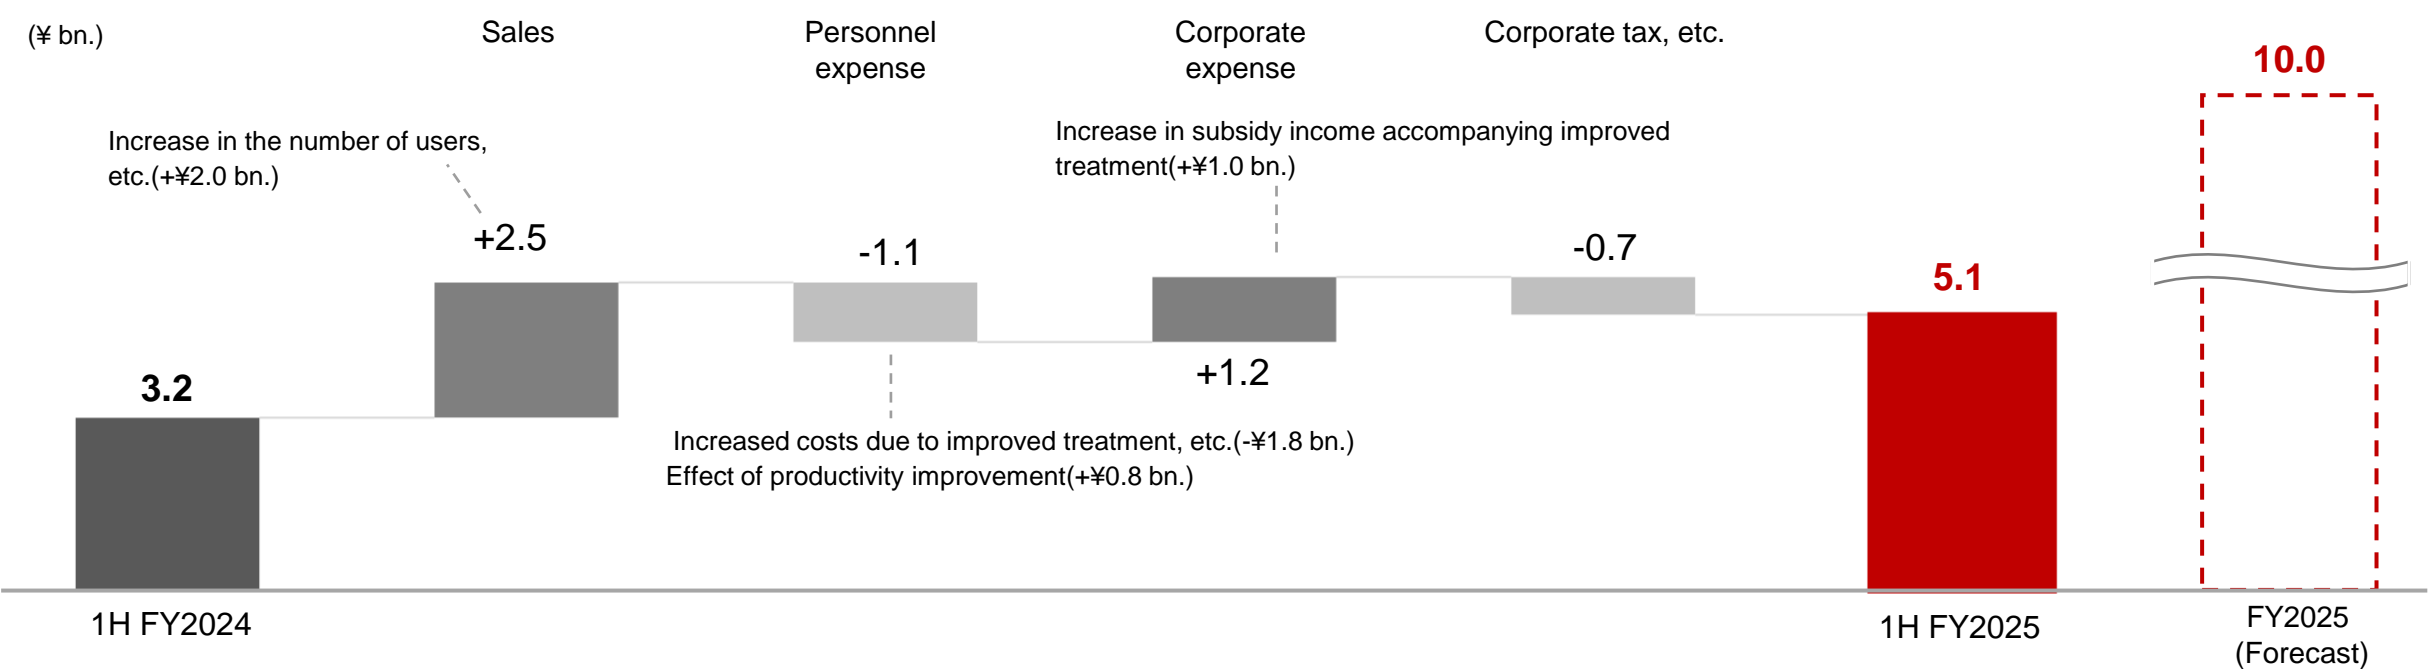 (¥ bn.)
Sales
Personnel
expense
Corporate
expense
Corporate tax, etc.
10.0
Increase in the number of users,
etc.(+¥2.0 bn.)
Increase in subsidy income accompanying improved
treatment(+¥1.0 bn.)
+2.5
-1.1
-0.7
5.1
3.2
+1.2
Increased costs due to improved treatment, etc.(-¥1.8 bn.)
Effect of productivity improvement(+¥0.8 bn.)
1H FY2024
1H FY2025
FY2025
(Forecast)